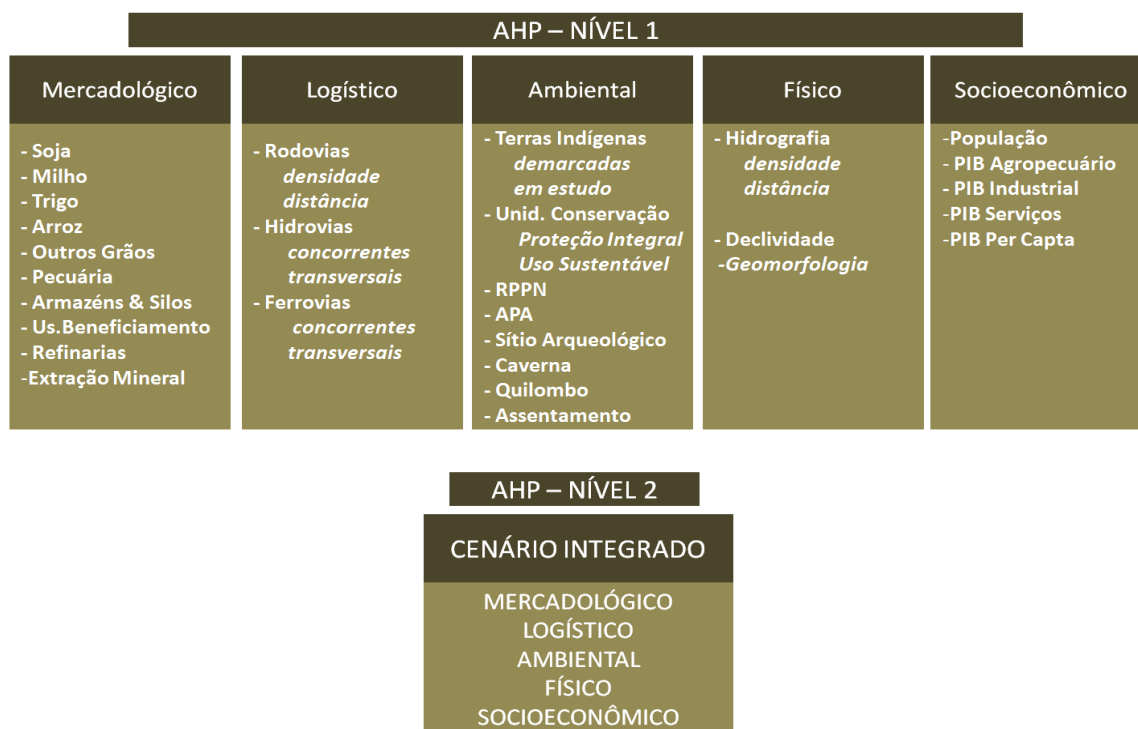 AHP – NÍVEL 1
Mercadológico
- Soja
- Milho
- Trigo
- Arroz
- Outros Grãos
- Pecuária
- Armazéns & Silos
- Us.Beneficiamento
- Refinarias
-Extração Mineral
Logístico
- Rodovias
densidade
distância
- Hidrovias
concorrentes
transversais
- Ferrovias
concorrentes
transversais
Ambiental
- Terras Indígenas
demarcadas
em estudo
- Unid. Conservação
Proteção Integral
Uso Sustentável
- RPPN
- APA
- Sítio Arqueológico
- Caverna
- Quilombo
- Assentamento
Físico
- Hidrografia
densidade
distância
- Declividade
-Geomorfologia
Socioeconômico
-População
- PIB Agropecuário
- PIB Industrial
-PIB Serviços
-PIB Per Capta
AHP – NÍVEL 2
CENÁRIO INTEGRADO
MERCADOLÓGICO
LOGÍSTICO
AMBIENTAL
FÍSICO
SOCIOECONÔMICO